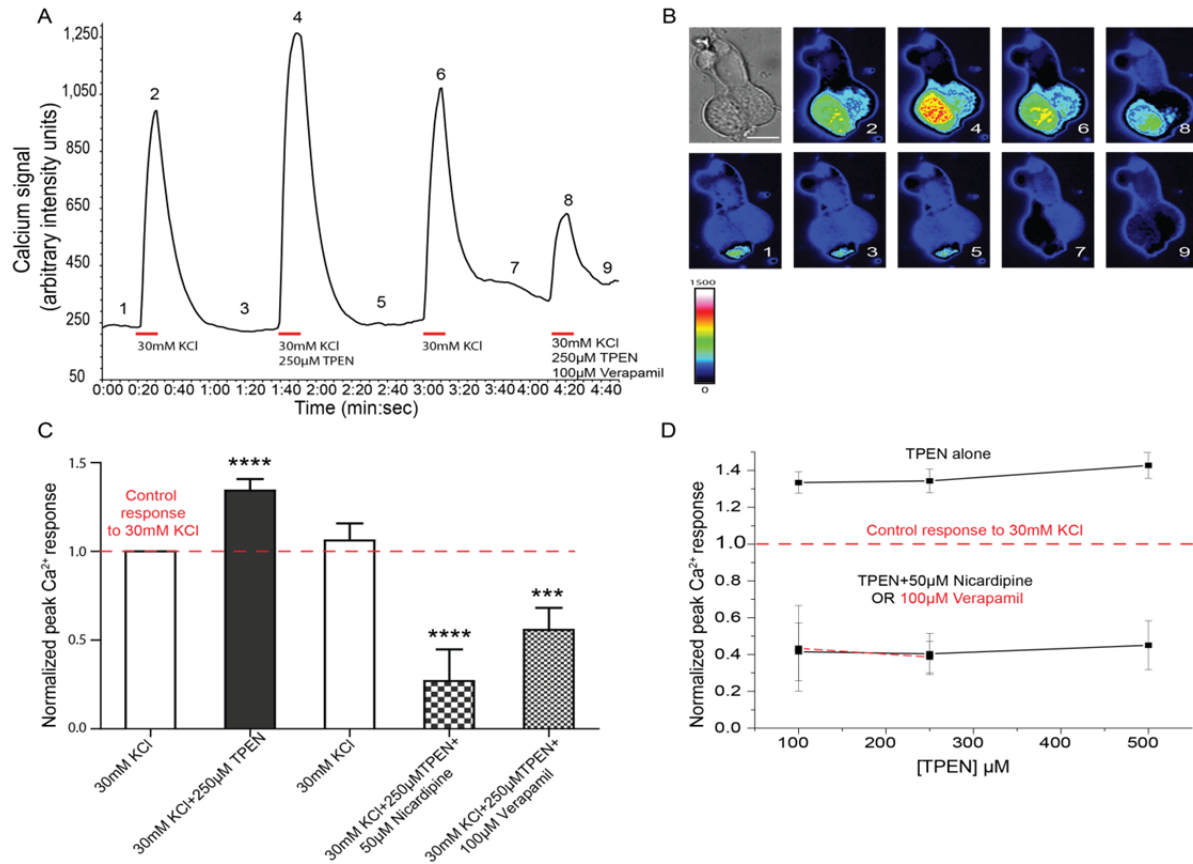 A
Calcium signal
(arbitrary intensity units)
1,250
1,050
850
650
450
250
50
1
2
3
4
5
6
7
8
9
30mM KCl
30mM KCl
250µM TPEN
30mM KCl
30mM KCl
250µM TPEN
100µM Verapamil
0:00 0:20 0:40 1:00 1:20 1:40 2:00 2:20 2:40 3:00 3:20 3:40 4:00 4:20 4:40
Time (min:sec)
B
2
4
6
8
1
3
5
7
9
1500
0
C
Normalized peak Ca²⁺ response
1.5
1.0
0.5
0.0
Control
response
to 30mM KCl
****
****
***
30mM KCl
30mM KCl+250µM TPEN
30mM KCl
30mM KCl+250µMTPEN+
50µM Nicardipine
30mM KCl+250µMTPEN+
100µM Verapamil
D
Normalized peak Ca²⁺ response
1.4
1.2
1.0
0.8
0.6
0.4
0.2
0.0
TPEN alone
Control response to 30mM KCl
TPEN+50µM Nicardipine
OR 100µM Verapamil
100 200 300 400 500
[TPEN] µM